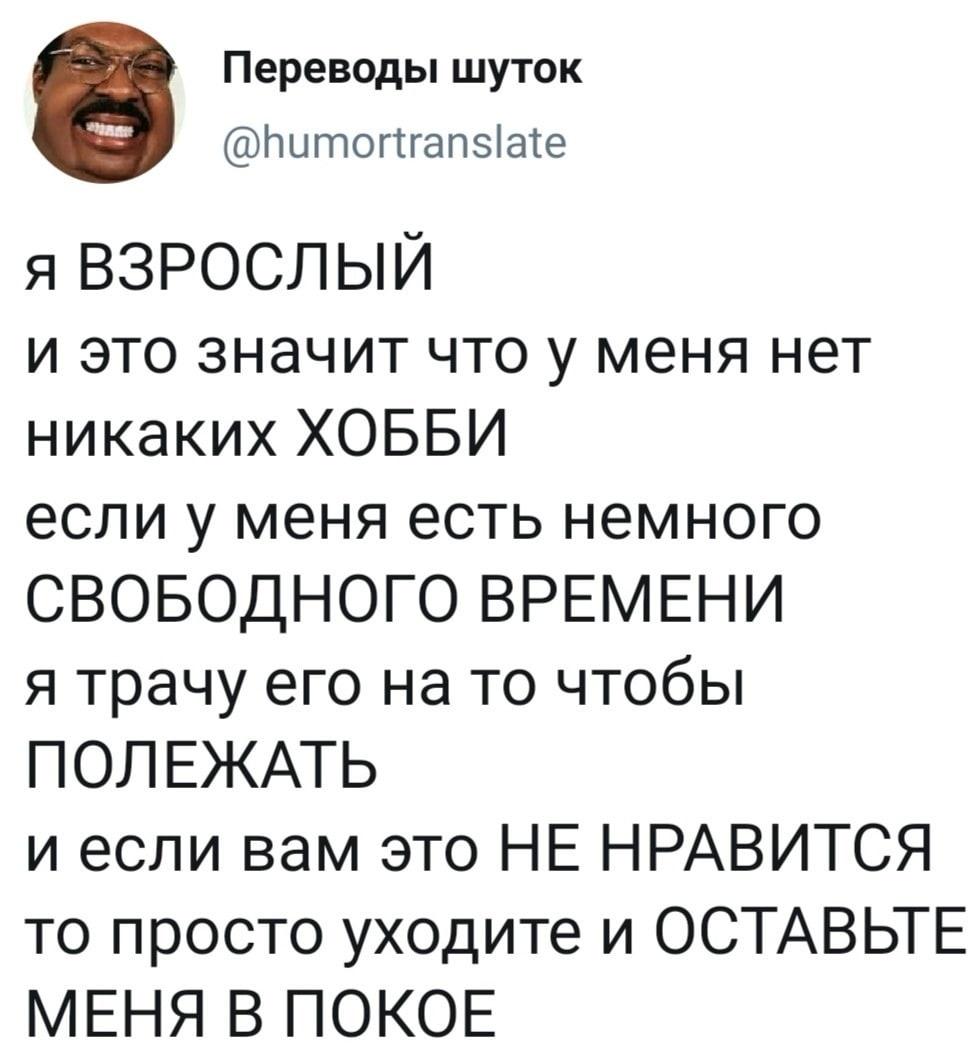 Переводы шуток
@humortranslate
я ВЗРОСЛЫЙ
и это значит что у меня нет
никаких ХОББИ
если у меня есть немного
СВОБОДНОГО ВРЕМЕНИ
я трачу его на то чтобы
ПОЛЕЖАТЬ
и если вам это НЕ НРАВИТСЯ
то просто уходите и ОСТАВЬТЕ
МЕНЯ В ПОКОЕ